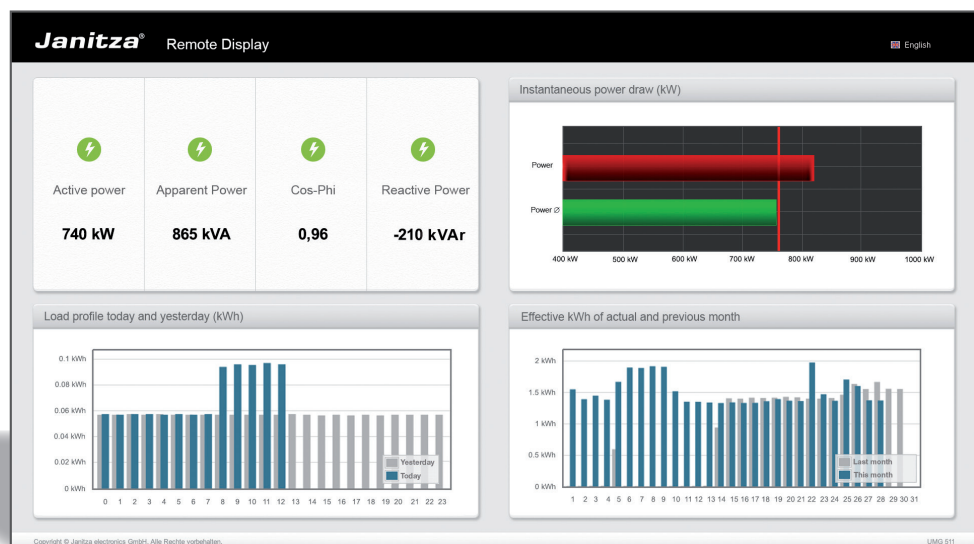 Janitza® Remote Display
English
Active power
740 kW
Apparent Power
865 kVA
Cos-Phi
0,96
Reactive Power
-210 kVAr
Instantaneous power draw (kW)
Power
Power Ø
400 kW 500 kW 600 kW 700 kW 800 kW 900 kW 1000 kW
Load profile today and yesterday (kWh)
0.1 kWh
0.08 kWh
0.06 kWh
0.04 kWh
0.02 kWh
0 kWh
Yesterday
Today
0 1 2 3 4 5 6 7 8 9 10 11 12 13 14 15 16 17 18 19 20 21 22 23
Effective kWh of actual and previous month
2 kWh
1.5 kWh
1 kWh
0.5 kWh
0 kWh
Last month
This month
1 2 3 4 5 6 7 8 9 10 11 12 13 14 15 16 17 18 19 20 21 22 23 24 25 26 27 28 29 30 31
Copyright © Janitza electronics GmbH. Alle Rechte vorbehalten.
UMG 511